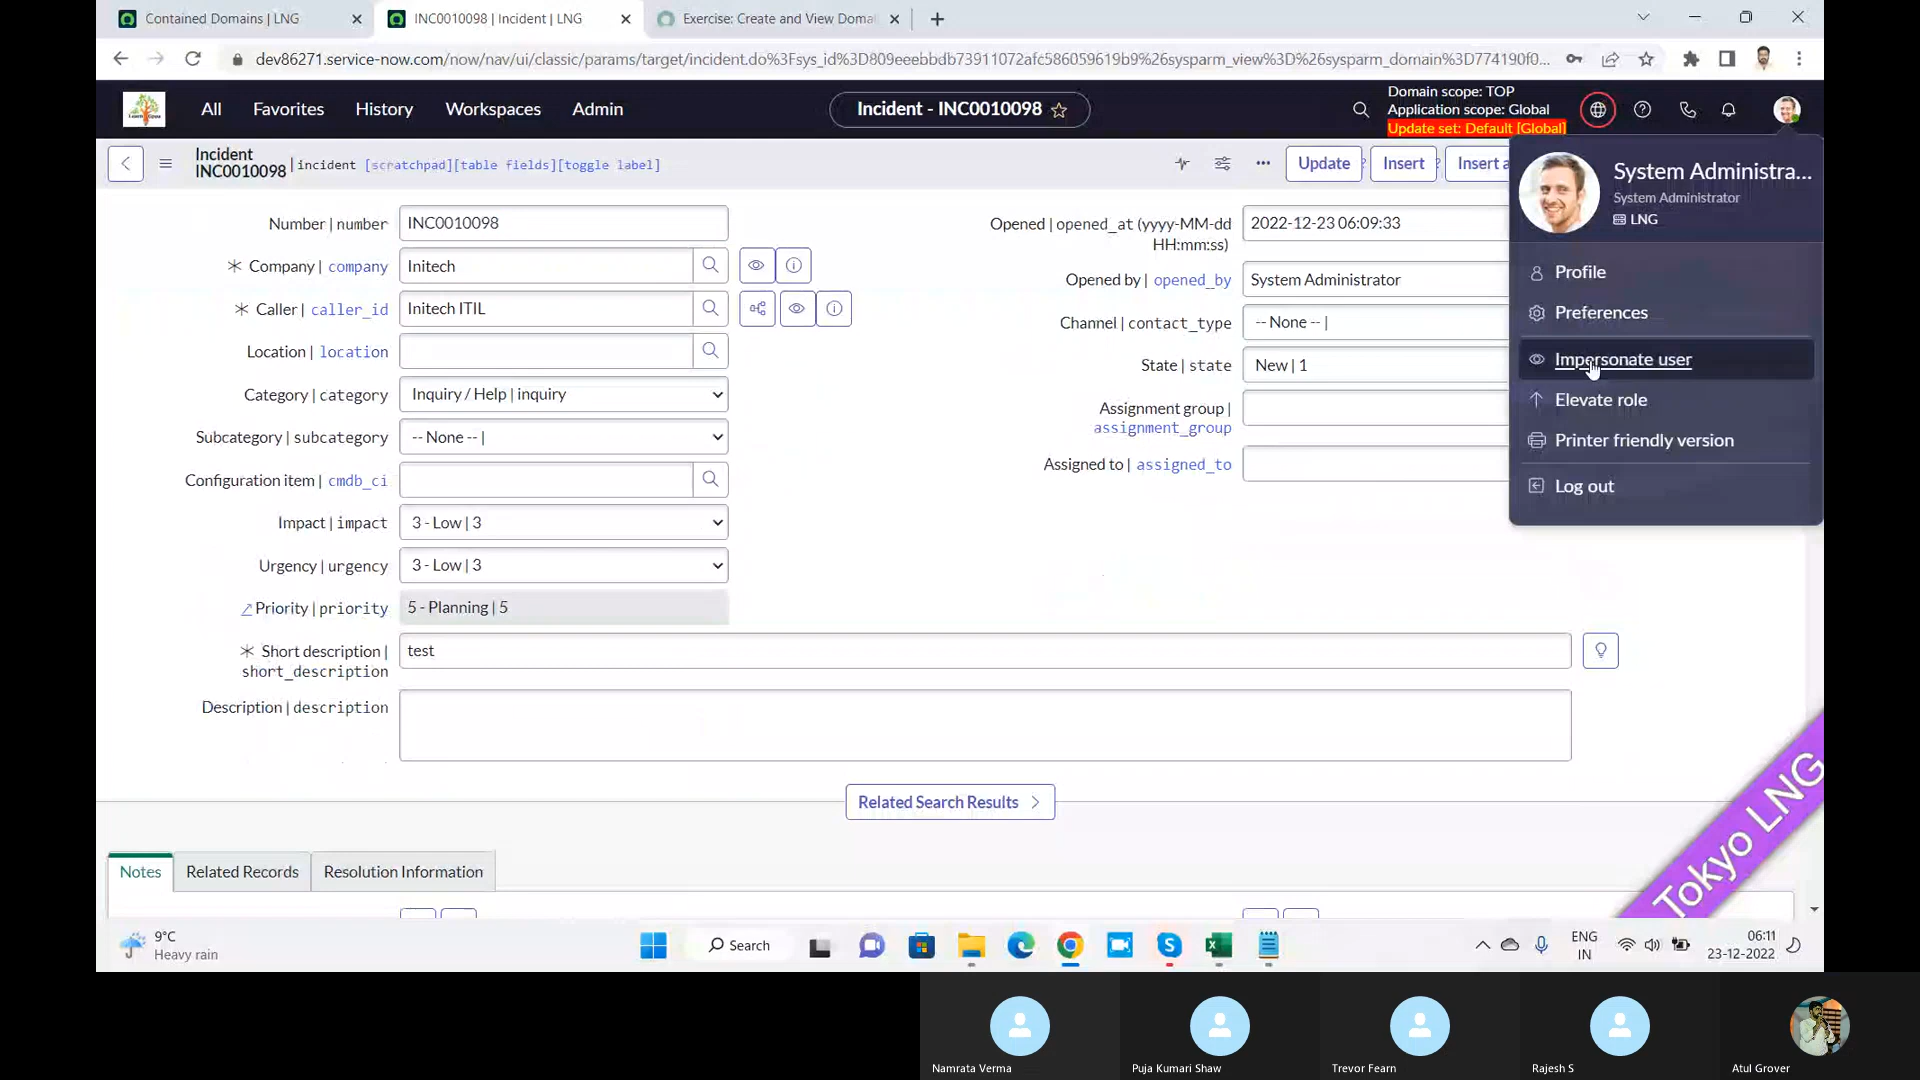 Contained Domains | LNG
INC0010098 | Incident | LNG
Exercise: Create and View Doma
dev86271.service-now.com/now/nav/ui/classic/params/target/incident.do%3Fsys_id%3D809eeebbdb73911072afc586059619b9%26sysparm_view%3D%26sysparm_domain%3D774190f0...
All
Favorites
History
Workspaces
Admin
Incident - INC0010098
Domain scope: TOP
Application scope: Global
Update set: Default [Global]
Incident
INC0010098 | incident [scratchpad][table fields][toggle label]
Update
Insert
Insert a
System Administra...
System Administrator
LNG
Profile
Preferences
Impersonate user
Elevate role
Printer friendly version
Log out
Number | number
INC0010098
Company | company
Initech
Caller | caller_id
Initech ITIL
Location | location
Category | category
Inquiry / Help | inquiry
Subcategory | subcategory
-- None -- |
Configuration item | cmdb_ci
Impact | impact
3 - Low | 3
Urgency | urgency
3 - Low | 3
Priority | priority
5 - Planning | 5
Short description |
short_description
test
Description | description
Opened | opened_at (yyyy-MM-dd
HH:mm:ss)
2022-12-23 06:09:33
Opened by | opened_by
System Administrator
Channel | contact_type
-- None -- |
State | state
New | 1
Assignment group |
assignment_group
Assigned to | assigned_to
Related Search Results
Notes
Related Records
Resolution Information
Tokyo LNG
9°C
Heavy rain
Search
ENG
IN
06:11
23-12-2022
Namrata Verma
Puja Kumari Shaw
Trevor Fearn
Rajesh S
Atul Grover